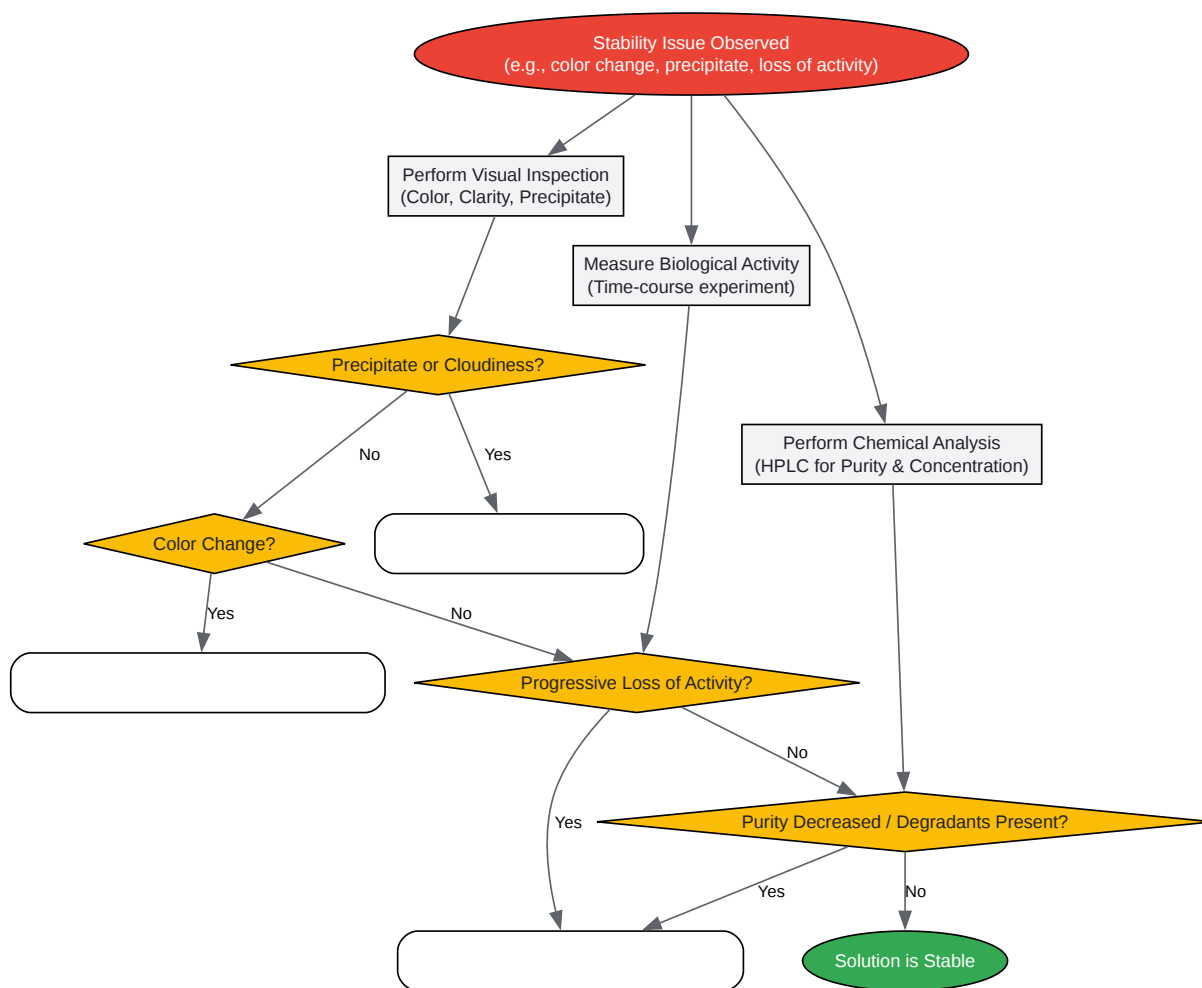 Stability Issue Observed
(e.g., color change, precipitate, loss of activity)
Perform Visual Inspection
(Color, Clarity, Precipitate)
Measure Biological Activity
(Time-course experiment)
Precipitate or Cloudiness?
Perform Chemical Analysis
(HPLC for Purity & Concentration)
No
Yes
Color Change?
Yes
No
Progressive Loss of Activity?
No
Yes
Purity Decreased / Degradants Present?
Yes
No
Solution is Stable